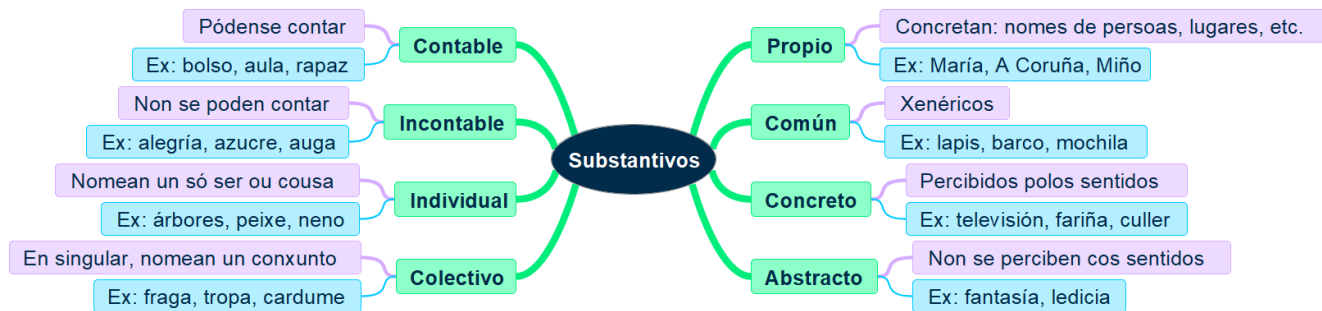 Substantivos
Contable
Pódense contar
Ex: bolso, aula, rapaz
Incontable
Non se poden contar
Ex: alegría, azucre, auga
Individual
Nomean un só ser ou cousa
Ex: árbores, peixe, neno
Colectivo
En singular, nomean un conxunto
Ex: fraga, tropa, cardume
Propio
Concretan: nomes de persoas, lugares, etc.
Ex: María, A Coruña, Miño
Común
Xenéricos
Ex: lapis, barco, mochila
Concreto
Percibidos polos sentidos
Ex: televisión, fariña, culler
Abstracto
Non se perciben cos sentidos
Ex: fantasía, ledicia